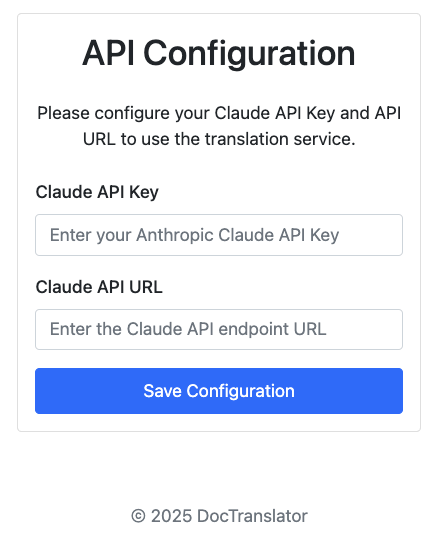 API Configuration
Please configure your Claude API Key and API
URL to use the translation service.
Claude API Key
Enter your Anthropic Claude API Key
Claude API URL
Enter the Claude API endpoint URL
Save Configuration
© 2025 DocTranslator